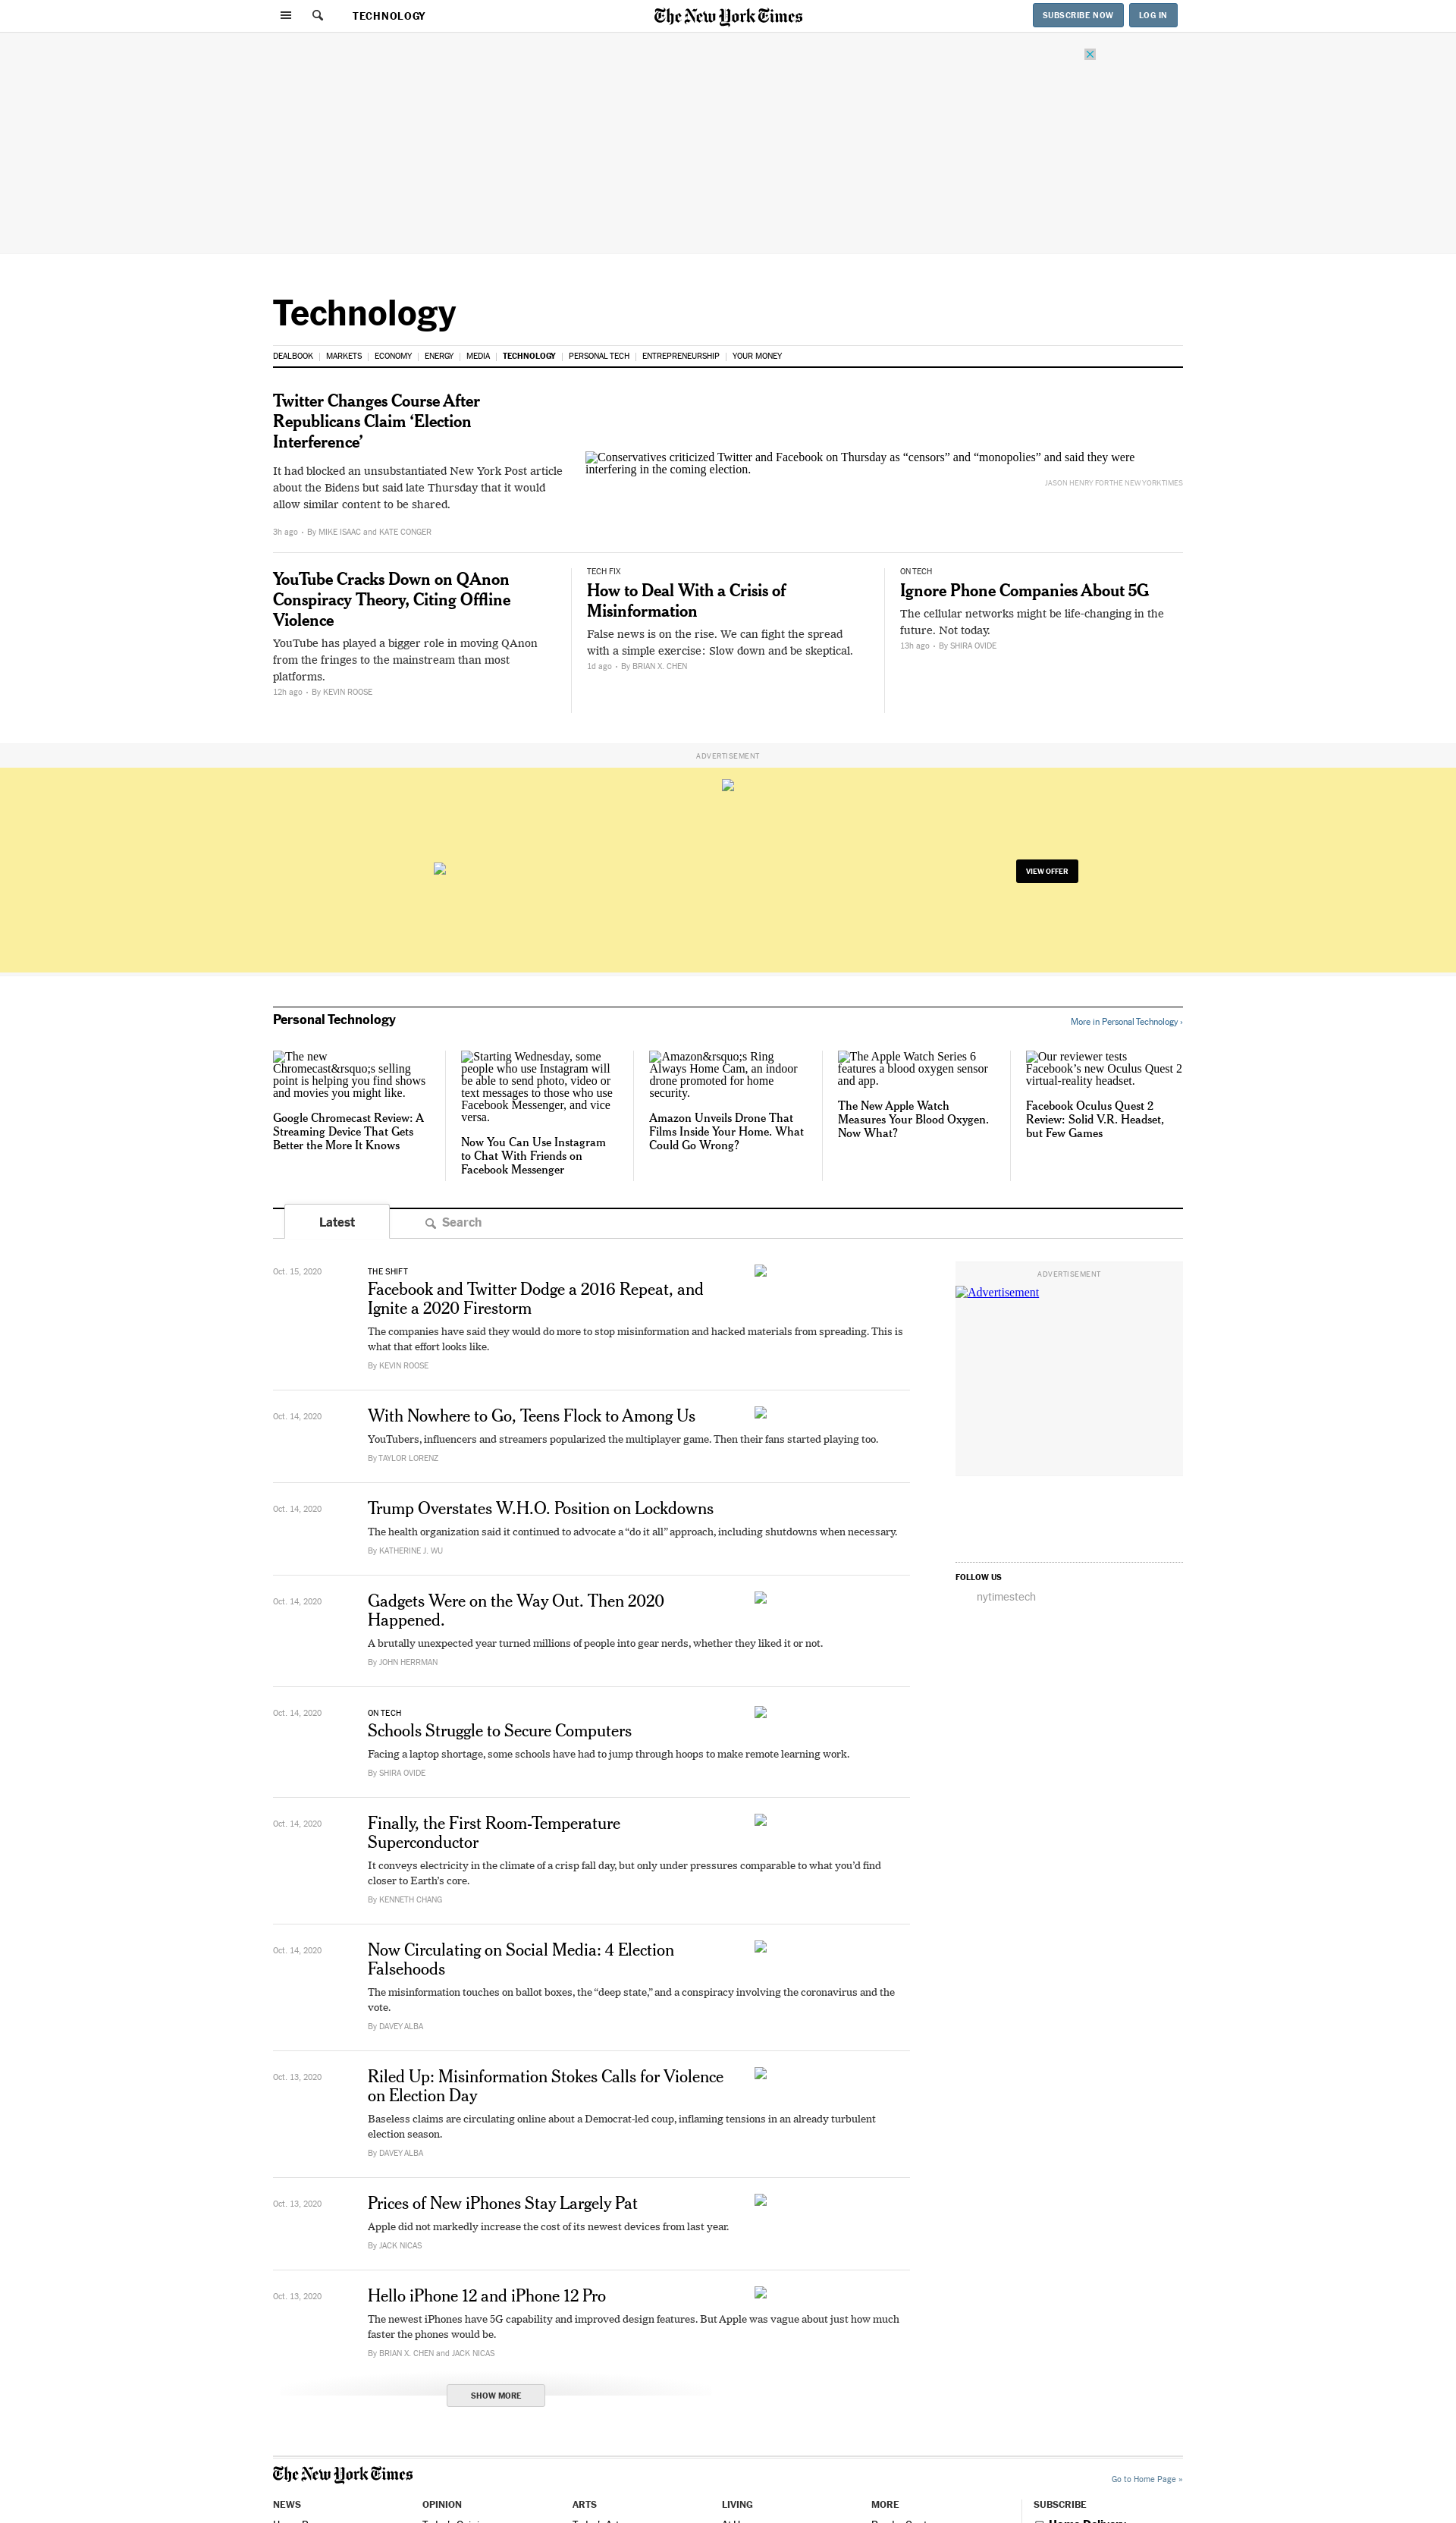 TECHNOLOGY
The New York Times
SUBSCRIBE NOW
LOG IN
Technology
DEALBOOK
MARKETS
ECONOMY
ENERGY
MEDIA
TECHNOLOGY
PERSONAL TECH
ENTREPRENEURSHIP
YOUR MONEY
Twitter Changes Course After
Republicans Claim ‘Election
Interference’
It had blocked an unsubstantiated New York Post article
about the Bidens but said late Thursday that it would
allow similar content to be shared.
3h ago • By MIKE ISAAC and KATE CONGER
Conservatives criticized Twitter and Facebook on Thursday as “censors” and “monopolies” and said they were
interfering in the coming election.
JASON HENRY FOR THE NEW YORK TIMES
YouTube Cracks Down on QAnon
Conspiracy Theory, Citing Offline
Violence
YouTube has played a bigger role in moving QAnon
from the fringes to the mainstream than most
platforms.
12h ago • By KEVIN ROOSE
TECH FIX
How to Deal With a Crisis of
Misinformation
False news is on the rise. We can fight the spread
with a simple exercise: Slow down and be skeptical.
1d ago • By BRIAN X. CHEN
ON TECH
Ignore Phone Companies About 5G
The cellular networks might be life-changing in the
future. Not today.
13h ago • By SHIRA OVIDE
ADVERTISEMENT
VIEW OFFER
Personal Technology
More in Personal Technology ›
The new
Chromecast&rsquo;s selling
point is helping you find shows
and movies you might like.
Google Chromecast Review: A
Streaming Device That Gets
Better the More It Knows
Starting Wednesday, some
people who use Instagram will
be able to send photo, video or
text messages to those who use
Facebook Messenger, and vice
versa.
Now You Can Use Instagram
to Chat With Friends on
Facebook Messenger
Amazon&rsquo;s Ring
Always Home Cam, an indoor
drone promoted for home
security.
Amazon Unveils Drone That
Films Inside Your Home. What
Could Go Wrong?
The Apple Watch Series 6
features a blood oxygen sensor
and app.
The New Apple Watch
Measures Your Blood Oxygen.
Now What?
Our reviewer tests
Facebook’s new Oculus Quest 2
virtual-reality headset.
Facebook Oculus Quest 2
Review: Solid V.R. Headset,
but Few Games
Latest
Search
Oct. 15, 2020
THE SHIFT
Facebook and Twitter Dodge a 2016 Repeat, and
Ignite a 2020 Firestorm
The companies have said they would do more to stop misinformation and hacked materials from spreading. This is
what that effort looks like.
By KEVIN ROOSE
ADVERTISEMENT
Advertisement
Oct. 14, 2020
With Nowhere to Go, Teens Flock to Among Us
YouTubers, influencers and streamers popularized the multiplayer game. Then their fans started playing too.
By TAYLOR LORENZ
Oct. 14, 2020
Trump Overstates W.H.O. Position on Lockdowns
The health organization said it continued to advocate a “do it all” approach, including shutdowns when necessary.
By KATHERINE J. WU
FOLLOW US
nytimestech
Oct. 14, 2020
Gadgets Were on the Way Out. Then 2020
Happened.
A brutally unexpected year turned millions of people into gear nerds, whether they liked it or not.
By JOHN HERRMAN
Oct. 14, 2020
ON TECH
Schools Struggle to Secure Computers
Facing a laptop shortage, some schools have had to jump through hoops to make remote learning work.
By SHIRA OVIDE
Oct. 14, 2020
Finally, the First Room-Temperature
Superconductor
It conveys electricity in the climate of a crisp fall day, but only under pressures comparable to what you’d find
closer to Earth’s core.
By KENNETH CHANG
Oct. 14, 2020
Now Circulating on Social Media: 4 Election
Falsehoods
The misinformation touches on ballot boxes, the “deep state,” and a conspiracy involving the coronavirus and the
vote.
By DAVEY ALBA
Oct. 13, 2020
Riled Up: Misinformation Stokes Calls for Violence
on Election Day
Baseless claims are circulating online about a Democrat-led coup, inflaming tensions in an already turbulent
election season.
By DAVEY ALBA
Oct. 13, 2020
Prices of New iPhones Stay Largely Pat
Apple did not markedly increase the cost of its newest devices from last year.
By JACK NICAS
Oct. 13, 2020
Hello iPhone 12 and iPhone 12 Pro
The newest iPhones have 5G capability and improved design features. But Apple was vague about just how much
faster the phones would be.
By BRIAN X. CHEN and JACK NICAS
SHOW MORE
The New York Times
Go to Home Page »
NEWS
OPINION
ARTS
LIVING
MORE
SUBSCRIBE